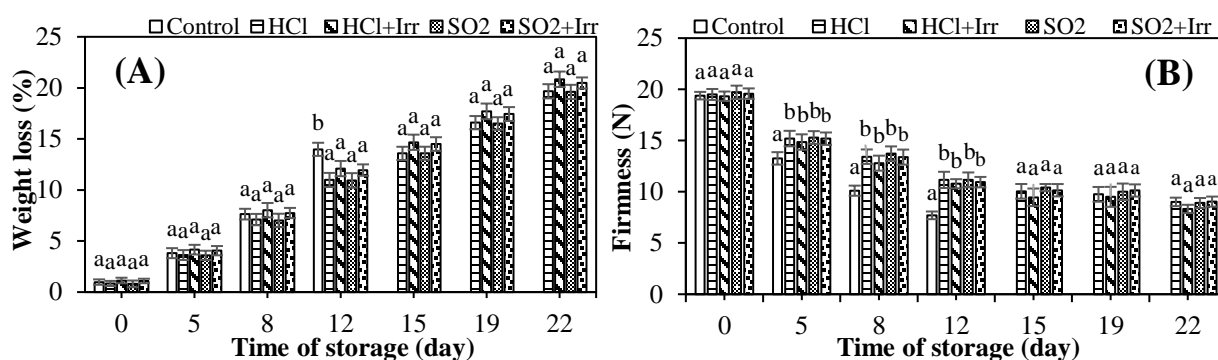 Control HCl HCl+Irr SO2 SO2+Irr
(A)
Weight loss (%)
25
20
15
10
5
0
a a a a a
a a a a a
a a a a a
b a a a a
a a a a
a a a a
a a a a
0 5 8 12 15 19 22
Time of storage (day)
Control HCl HCl+Irr SO2 SO2+Irr
(B)
Firmness (N)
25
20
15
10
5
0
a a a a a
a b b b b
a b b b b
a b b b b
a a a a
a a a a
a a a a
0 5 8 12 15 19 22
Time of storage (day)